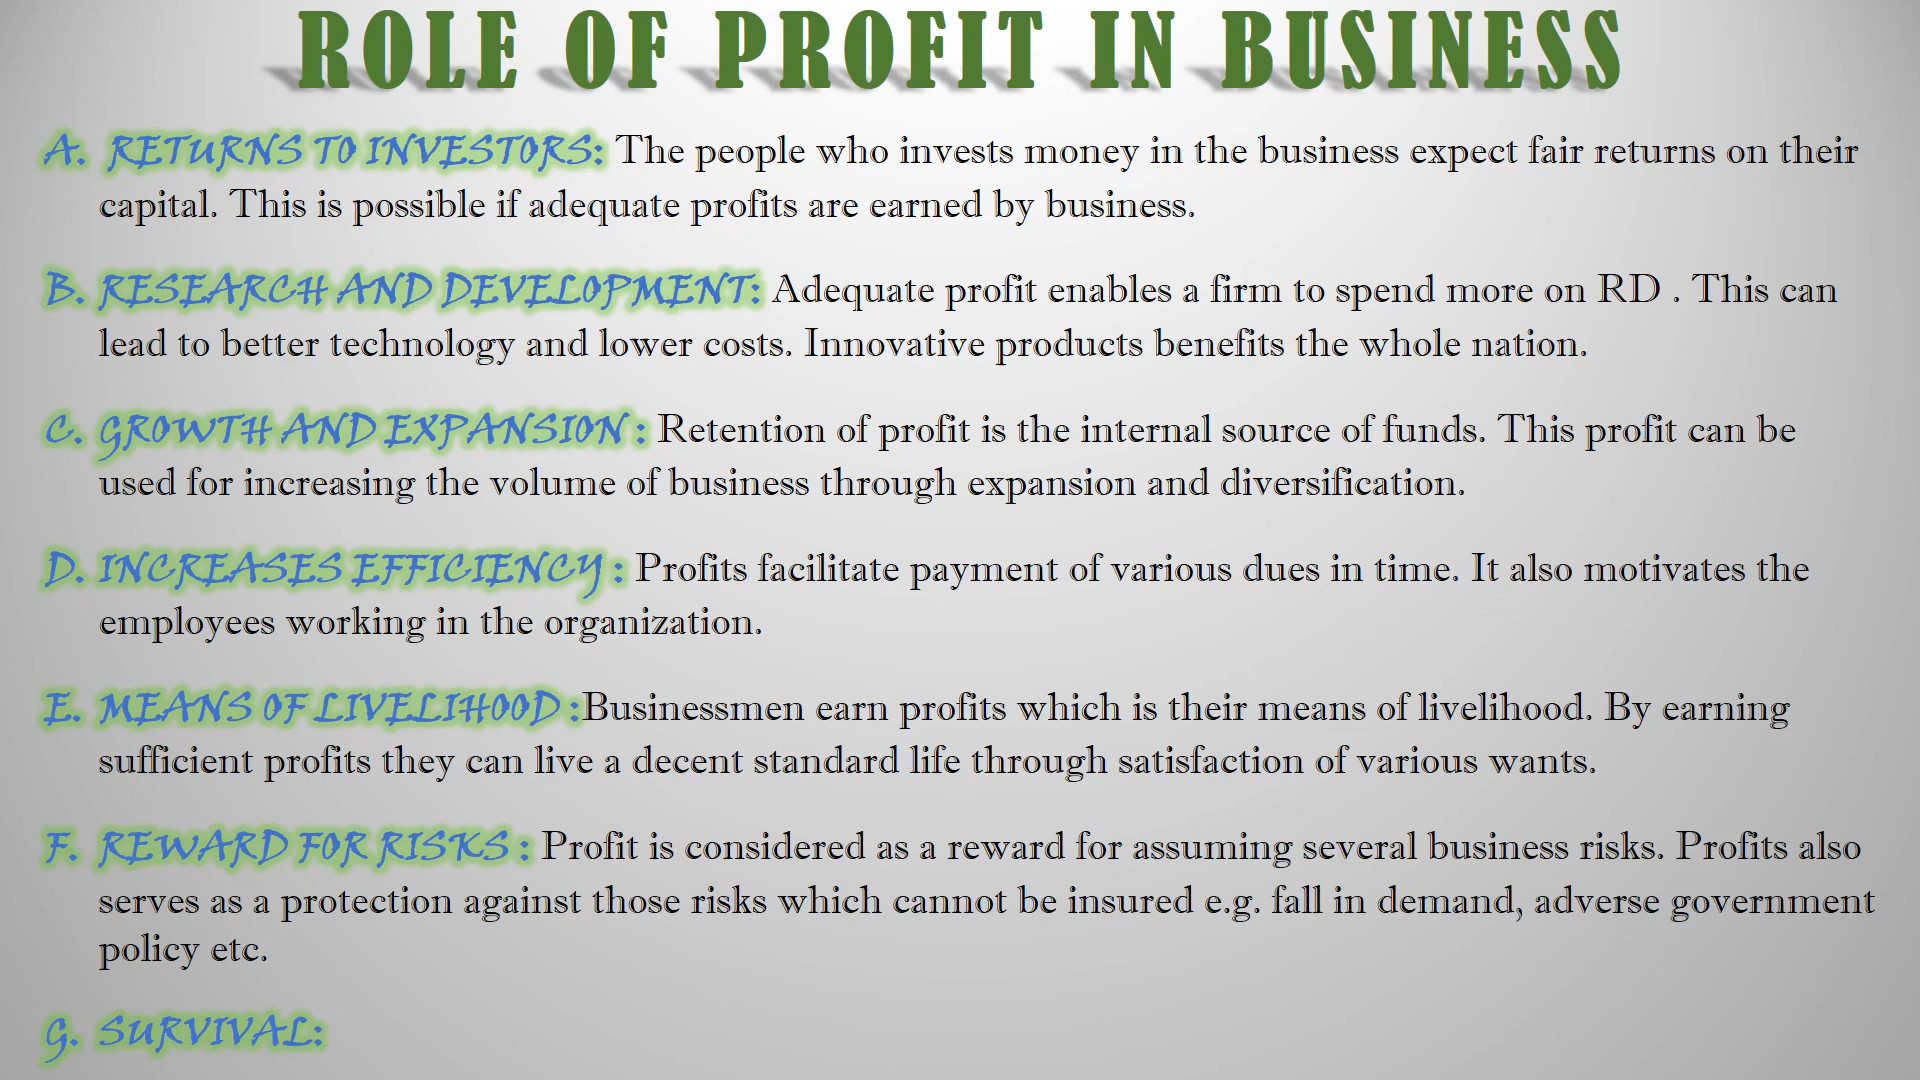 ROLE OF PROFIT IN BUSINESS
A. RETURNS TO INVESTORS: The people who invests money in the business expect fair returns on their
capital. This is possible if adequate profits are earned by business.
B. RESEARCH AND DEVELOPMENT: Adequate profit enables a firm to spend more on RD . This can
lead to better technology and lower costs. Innovative products benefits the whole nation.
C. GROWTH AND EXPANSION : Retention of profit is the internal source of funds. This profit can be
used for increasing the volume of business through expansion and diversification.
D. INCREASES EFFICIENCY : Profits facilitate payment of various dues in time. It also motivates the
employees working in the organization.
E. MEANS OF LIVELIHOOD :Businessmen earn profits which is their means of livelihood. By earning
sufficient profits they can live a decent standard life through satisfaction of various wants.
F. REWARD FOR RISKS : Profit is considered as a reward for assuming several business risks. Profits also
serves as a protection against those risks which cannot be insured e.g. fall in demand, adverse government
policy etc.
G. SURVIVAL: